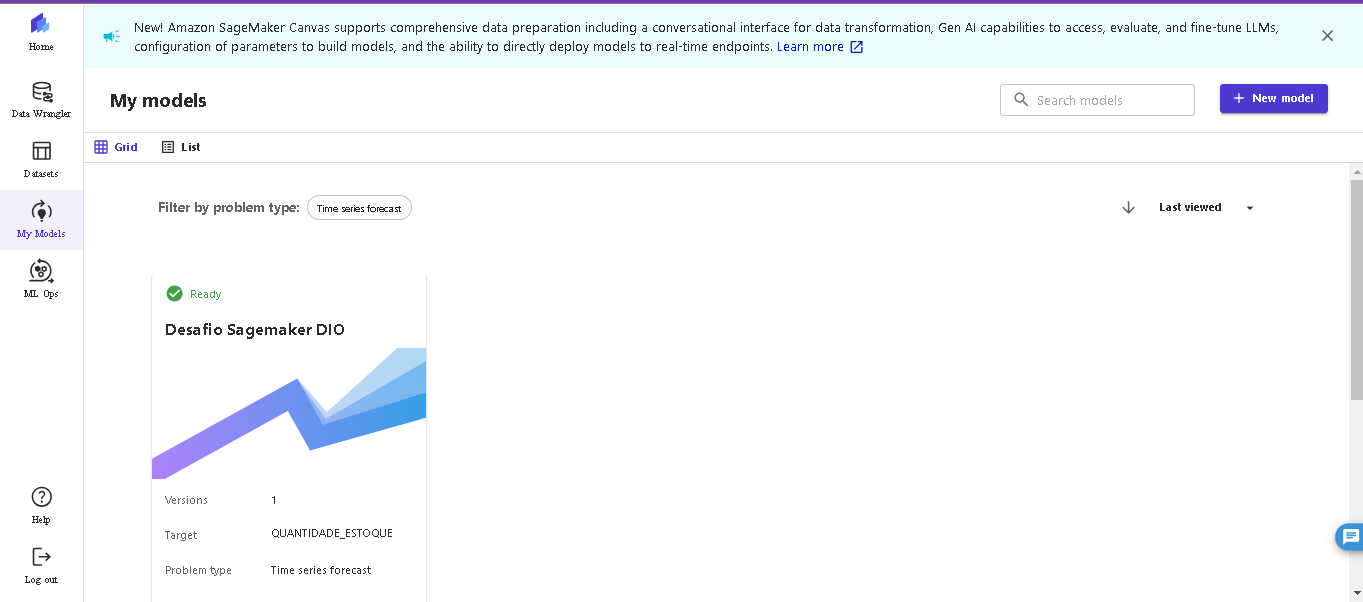 Home
Data Wrangler
Datasets
My Models
ML Ops
Help
Log out
New! Amazon SageMaker Canvas supports comprehensive data preparation including a conversational interface for data transformation, Gen AI capabilities to access, evaluate, and fine-tune LLMs,
configuration of parameters to build models, and the ability to directly deploy models to real-time endpoints. Learn more
My models
Search models
+ New model
Grid
List
Filter by problem type: Time series forecast
Last viewed
Ready
Desafio Sagemaker DIO
Versions 1
Target QUANTIDADE_ESTOQUE
Problem type Time series forecast